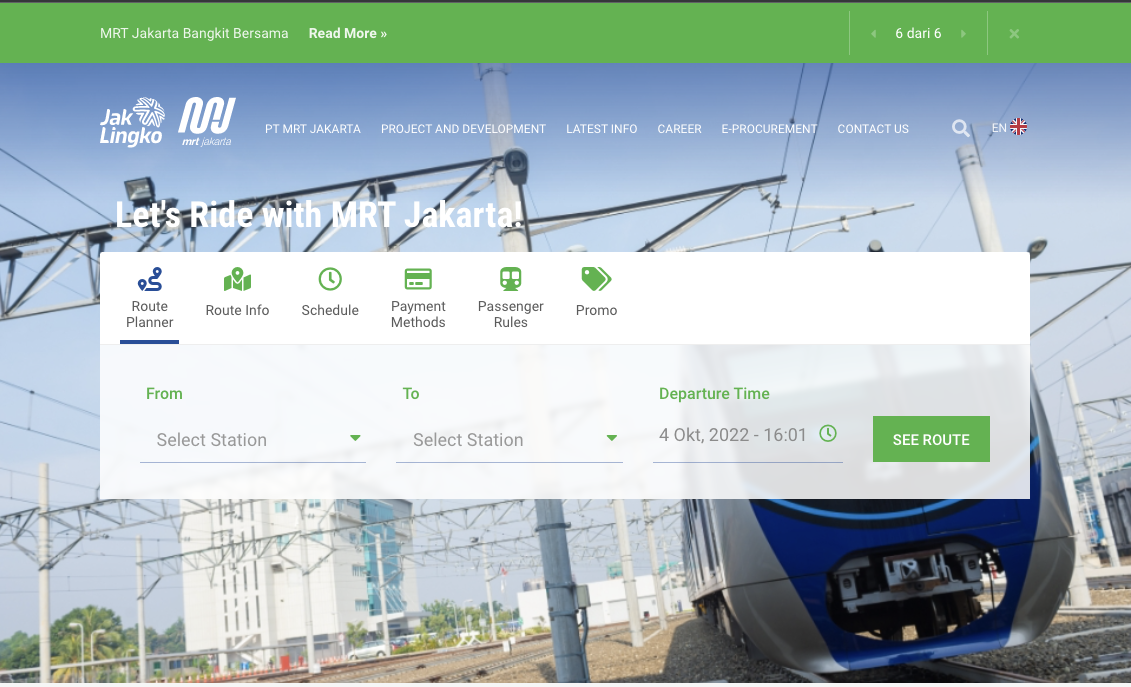 MRT Jakarta Bangkit Bersama Read More »
6 dari 6
Jak
Lingko
mrt jakarta
PT MRT JAKARTA PROJECT AND DEVELOPMENT LATEST INFO CAREER E-PROCUREMENT CONTACT US
EN
Let's Ride with MRT Jakarta!
Route
Planner
Route Info
Schedule
Payment
Methods
Passenger
Rules
Promo
From
Select Station
To
Select Station
Departure Time
4 Okt, 2022 - 16:01
SEE ROUTE